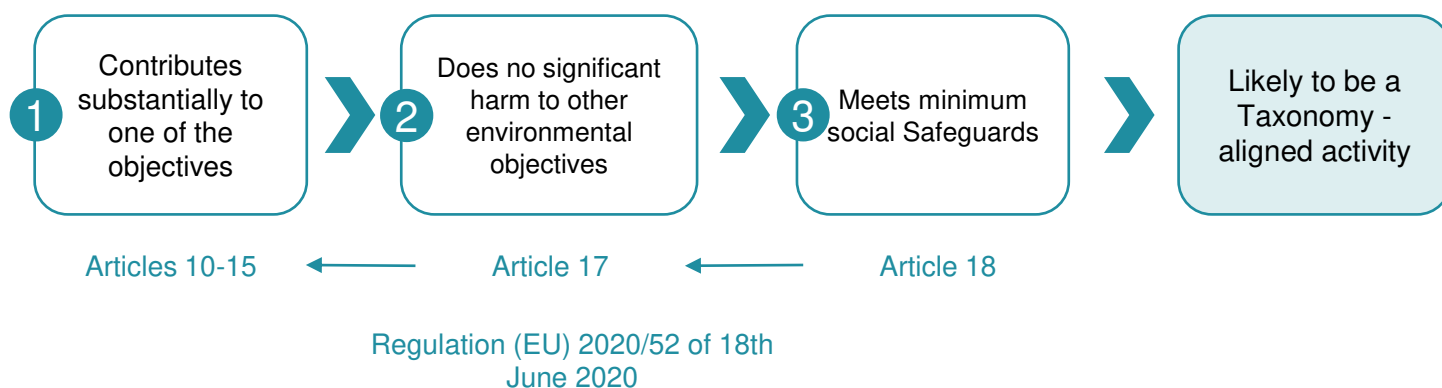 1
Contributes
substantially to
one of the
objectives
2
Does no significant
harm to other
environmental
objectives
3
Meets minimum
social Safeguards
Likely to be a
Taxonomy -
aligned activity
Articles 10-15
Article 17
Article 18
Regulation (EU) 2020/52 of 18th
June 2020